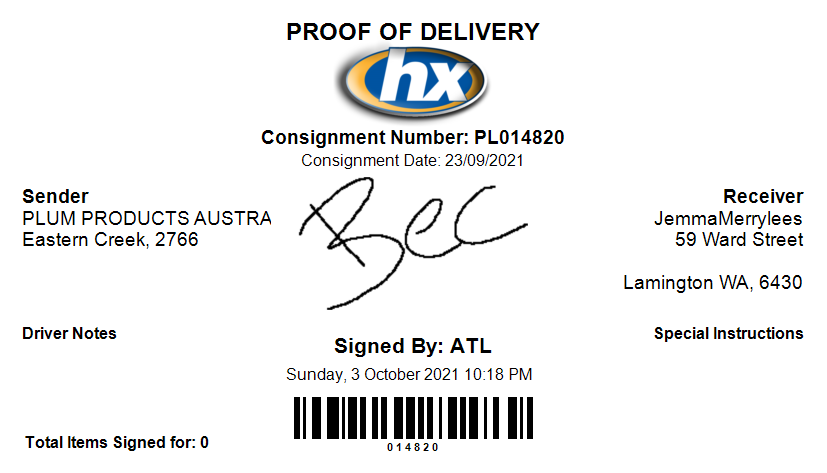 PROOF OF DELIVERY
hx
Consignment Number: PL014820
Consignment Date: 23/09/2021
Sender
PLUM PRODUCTS AUSTRA
Eastern Creek, 2766
Bec
Receiver
JemmaMerrylees
59 Ward Street
Lamington WA, 6430
Driver Notes
Special Instructions
Signed By: ATL
Sunday, 3 October 2021 10:18 PM
Total Items Signed for: 0
014820